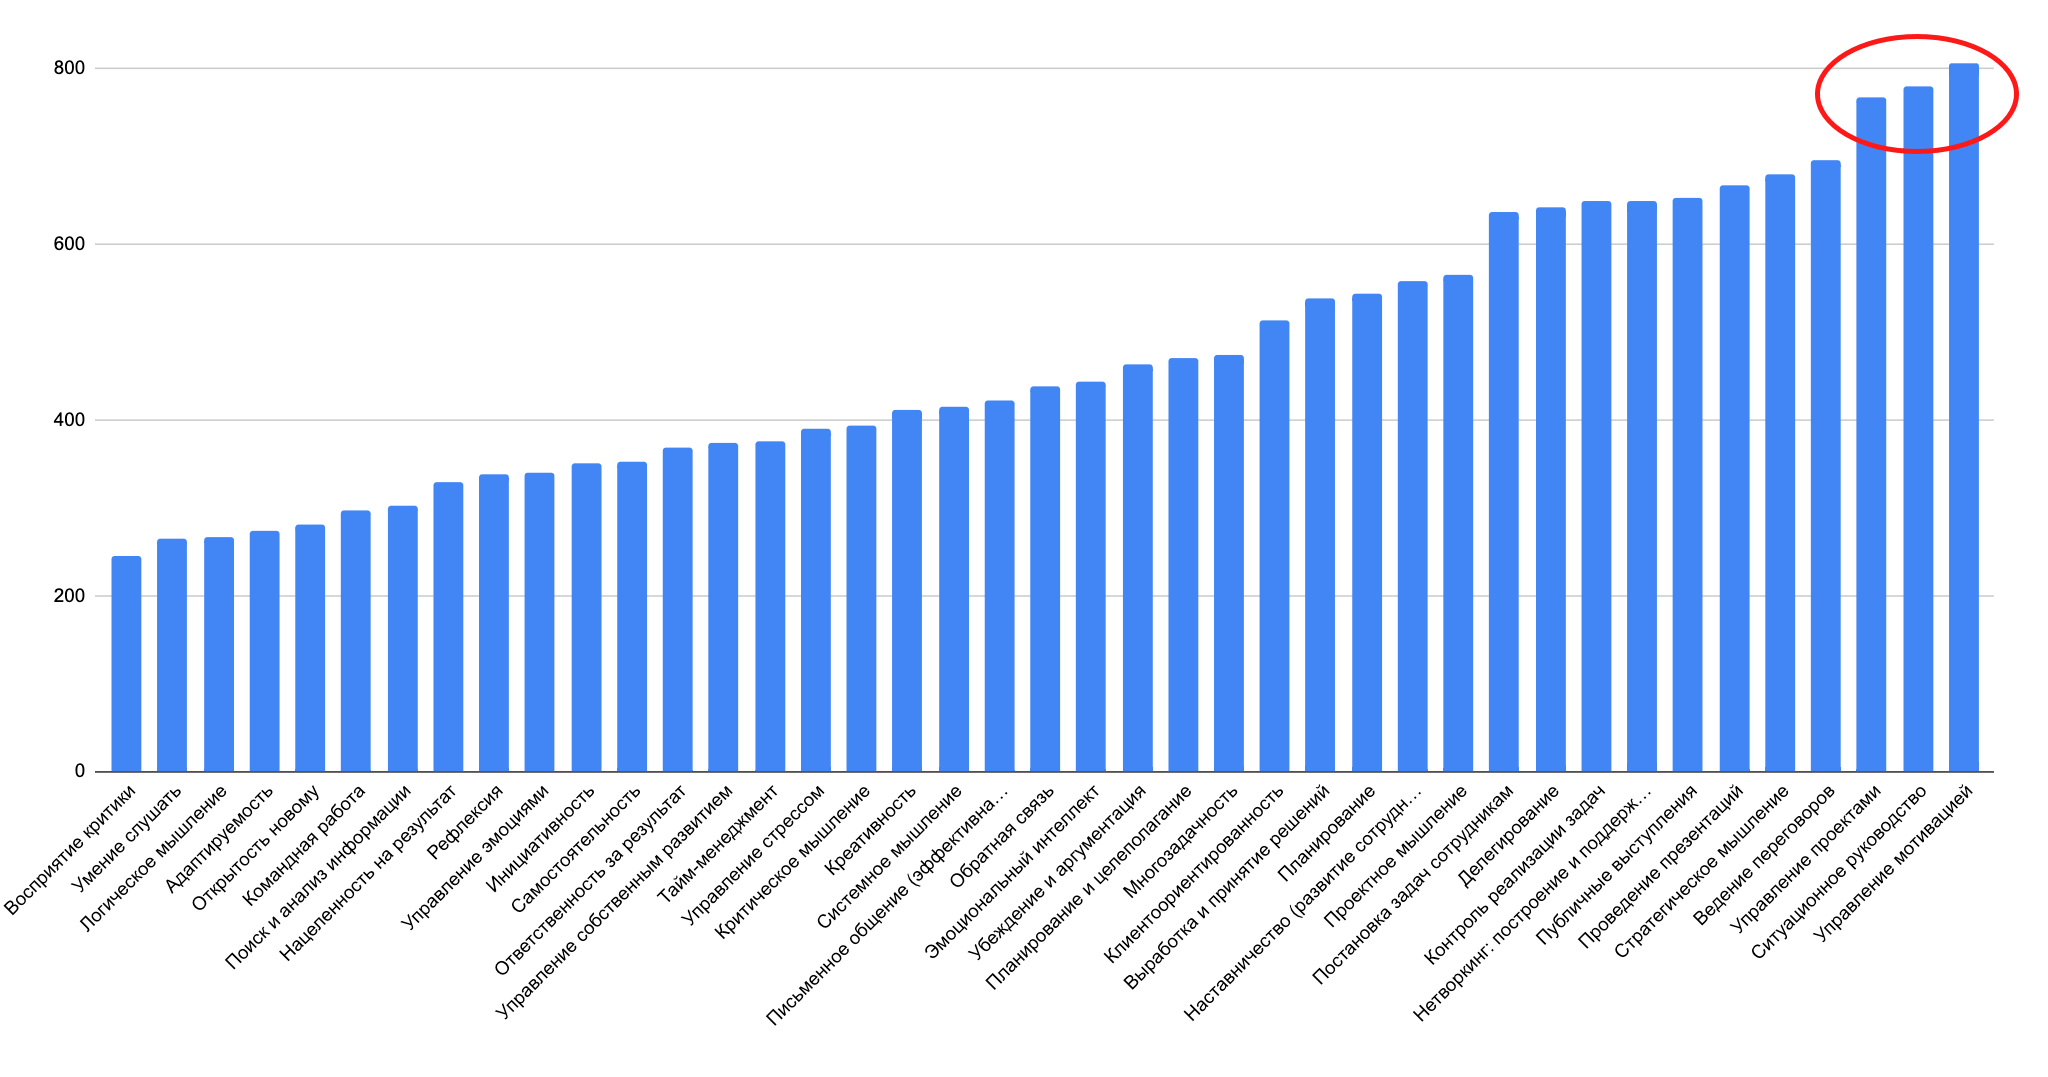 800
600
400
200
0
Восприятие критики
Умение слушать
Логическое мышление
Адаптируемость
Открытость новому
Командная работа
Поиск и анализ информации
Нацеленность на результат
Рефлексия
Управление эмоциями
Инициативность
Самостоятельность
Ответственность за результат
Управление собственным развитием
Тайм-менеджмент
Управление стрессом
Критическое мышление
Креативность
Системное мышление
Письменное общение (эффективна…
Обратная связь
Эмоциональный интеллект
Убеждение и аргументация
Планирование и целеполагание
Многозадачность
Клиентоориентированность
Выработка и принятие решений
Планирование
Наставничество (развитие сотрудн…
Проектное мышление
Постановка задач сотрудникам
Делегирование
Контроль реализации задач
Нетворкинг: построение и поддерж…
Публичные выступления
Проведение презентаций
Стратегическое мышление
Ведение переговоров
Управление проектами
Ситуационное руководство
Управление мотивацией